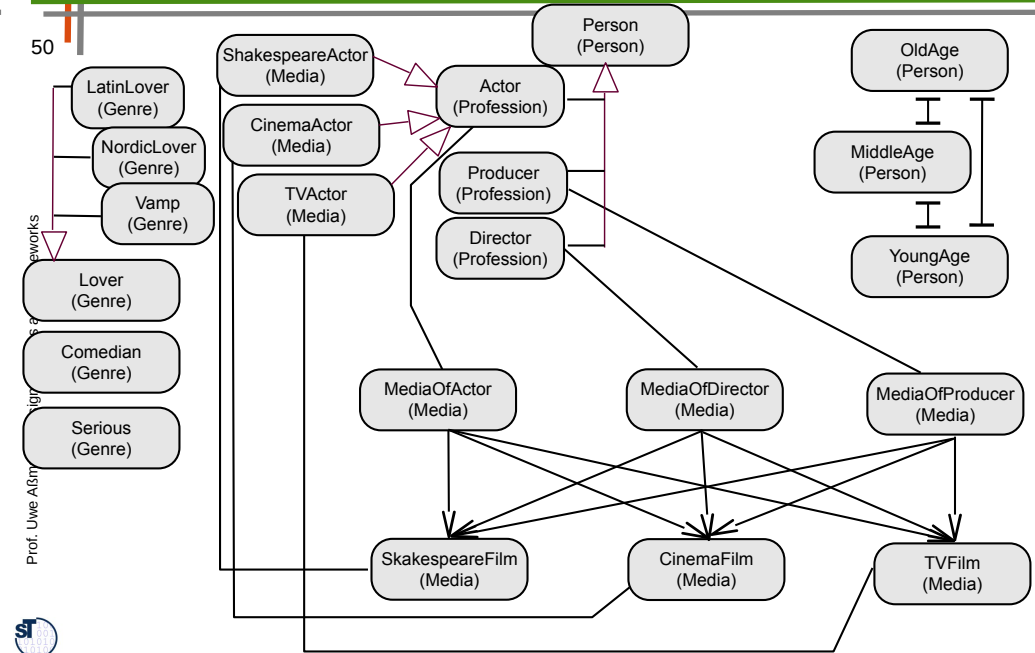 50
Person
(Person)
ShakespeareActor
(Media)
OldAge
(Person)
LatinLover
(Genre)
Actor
(Profession)
CinemaActor
(Media)
NordicLover
(Genre)
MiddleAge
(Person)
Producer
(Profession)
TVActor
(Media)
Vamp
(Genre)
Director
(Profession)
YoungAge
(Person)
Lover
(Genre)
Comedian
(Genre)
MediaOfActor
(Media)
MediaOfDirector
(Media)
MediaOfProducer
(Media)
Serious
(Genre)
SkakespeareFilm
(Media)
CinemaFilm
(Media)
TVFilm
(Media)
Prof. Uwe
ST